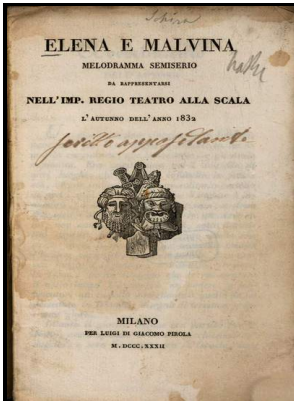 ELENA E MALVINA
MELODRAMMA SEMISERIO
DA RAPPRESENTARSI
NELL'IMP. REGIO TEATRO ALLA SCALA
L'AUTUNNO DELL'ANNO 1832
MILANO
PER LUIGI DI GIACOMO PIROLA
M. DCCC. XXXII